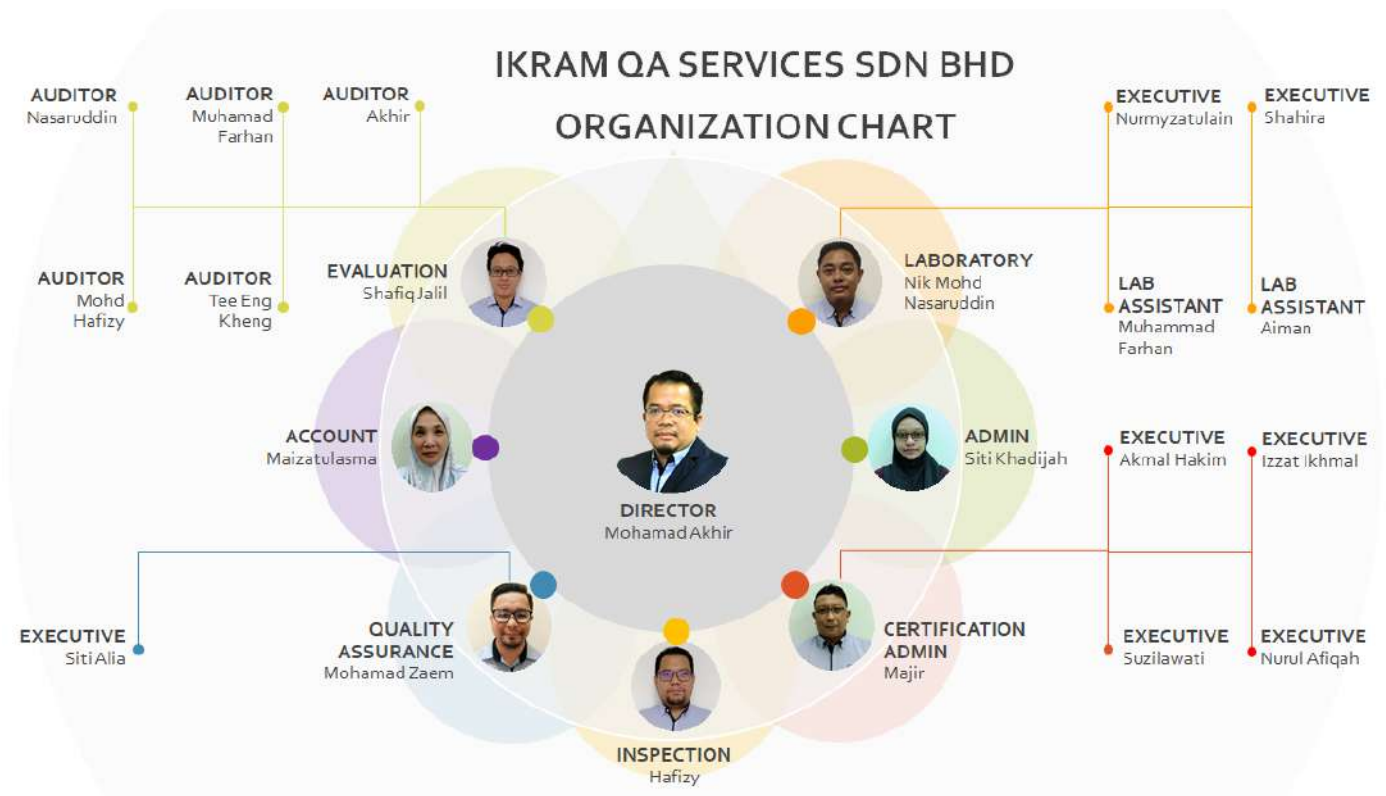 IKRAM QA SERVICES SDN BHD
ORGANIZATION CHART
AUDITOR
Nasaruddin
AUDITOR
Muhamad
Farhan
AUDITOR
Akhir
EXECUTIVE
Nurmyzatulain
EXECUTIVE
Shahira
AUDITOR
Mohd
Hafizy
AUDITOR
Tee Eng
Kheng
EVALUATION
Shafiq Jalil
LABORATORY
Nik Mohd
Nasaruddin
LAB
ASSISTANT
Muhammad
Farhan
LAB
ASSISTANT
Aiman
ACCOUNT
Maizatulasma
DIRECTOR
Mohamad Akhir
ADMIN
Siti Khadijah
EXECUTIVE
Akmal Hakim
EXECUTIVE
Izzat Ikhmal
EXECUTIVE
Siti Alia
QUALITY
ASSURANCE
Mohamad Zaem
INSPECTION
Hafizy
CERTIFICATION
ADMIN
Majir
EXECUTIVE
Suzilawati
EXECUTIVE
Nurul Afiqah